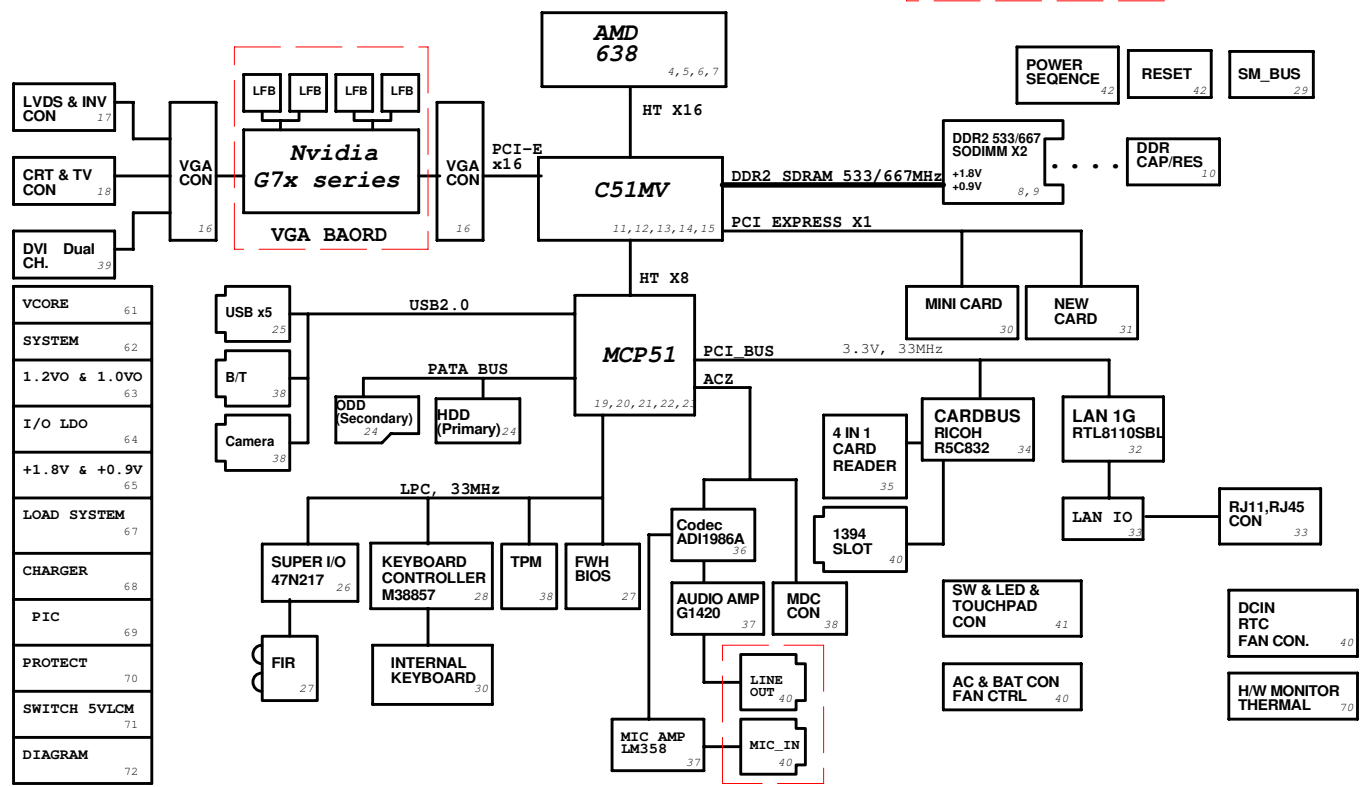 AMD
638
4,5,6,7
POWER
SEQENCE
42
RESET
42
SM_BUS
29
LVDS & INV
CON
17
CRT & TV
CON
18
DVI Dual
CH.
39
VGA
CON
16
LFB
LFB
LFB
LFB
Nvidia
G7x series
VGA BAORD
VGA
CON
16
PCI-E
x16
HT X16
C51MV
11,12,13,14,15
DDR2 SDRAM 533/667MHz
DDR2 533/667
SODIMM X2
+1.8V
+0.9V
8,9
DDR
CAP/RES
10
PCI EXPRESS X1
MINI CARD
30
NEW
CARD
31
HT X8
MCP51
19,20,21,22,23
USB2.0
USB x5
25
B/T
38
Camera
38
PATA BUS
ODD
(Secondary)
24
HDD
(Primary)
24
PCI_BUS
3.3V, 33MHz
ACZ
CARDBUS
RICOH
R5C832
34
LAN 1G
RTL8110SBL
32
4 IN 1
CARD
READER
35
1394
SLOT
40
LAN IO
33
RJ11,RJ45
CON
33
VCORE
61
SYSTEM
62
1.2VO & 1.0VO
63
I/O LDO
64
+1.8V & +0.9V
65
LOAD SYSTEM
67
CHARGER
68
PIC
69
PROTECT
70
SWITCH 5VLCM
71
DIAGRAM
72
LPC, 33MHz
SUPER I/O
47N217
26
KEYBOARD
CONTROLLER
M38857
28
TPM
38
FWH
BIOS
27
FIR
27
INTERNAL
KEYBOARD
30
Codec
ADI1986A
36
AUDIO AMP
G1420
37
MDC
CON
38
LINE
OUT
40
MIC AMP
LM358
37
MIC_IN
40
SW & LED &
TOUCHPAD
CON
41
AC & BAT CON
FAN CTRL
40
DCIN
RTC
FAN CON.
40
H/W MONITOR
THERMAL
70